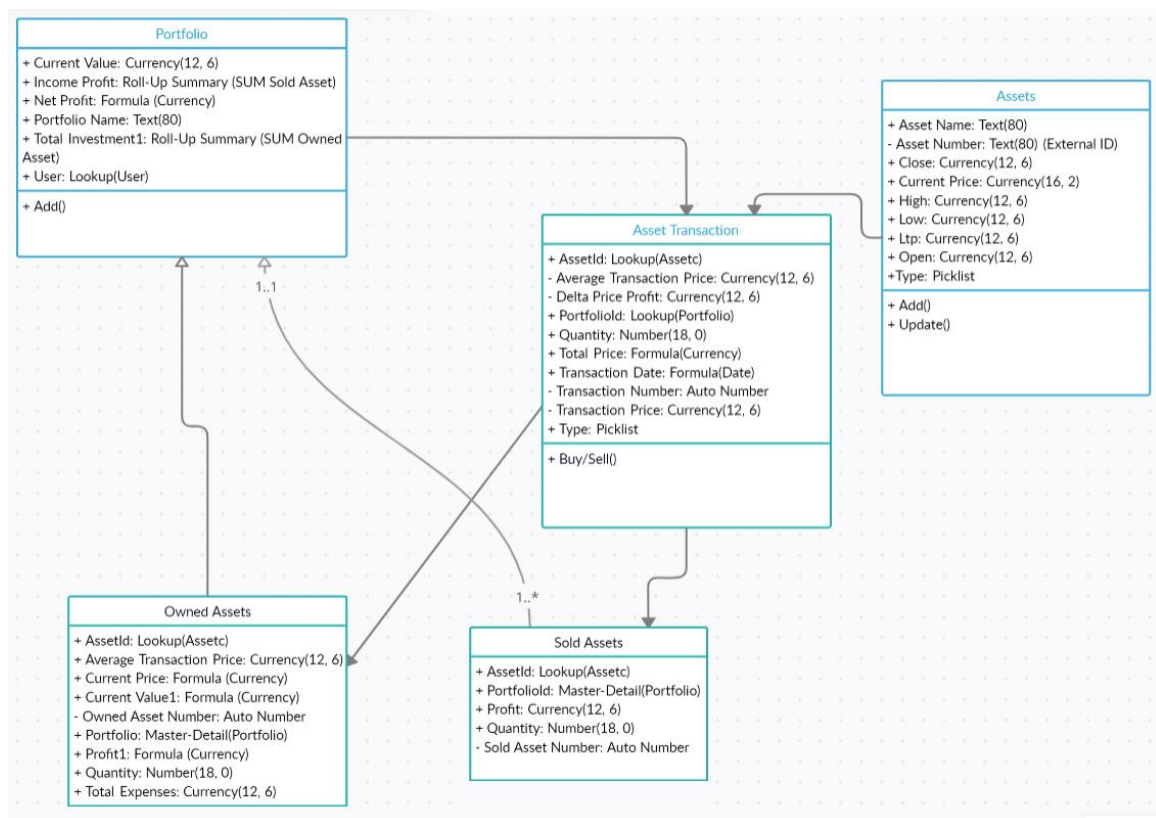 Portfolio
+ Current Value: Currency(12, 6)
+ Income Profit: Roll-Up Summary (SUM Sold Asset)
+ Net Profit: Formula (Currency)
+ Portfolio Name: Text(80)
+ Total Investment1: Roll-Up Summary (SUM Owned
Asset)
+ User: Lookup(User)
+ Add()
Assets
+ Asset Name: Text(80)
- Asset Number: Text(80) (External ID)
+ Close: Currency(12, 6)
+ Current Price: Currency(16, 2)
+ High: Currency(12, 6)
+ Low: Currency(12, 6)
+ Ltp: Currency(12, 6)
+ Open: Currency(12, 6)
+Type: Picklist
+ Add()
+ Update()
Asset Transaction
+ AssetId: Lookup(Assetc)
- Average Transaction Price: Currency(12, 6)
- Delta Price Profit: Currency(12, 6)
+ PortfolioId: Lookup(Portfolio)
+ Quantity: Number(18, 0)
+ Total Price: Formula(Currency)
+ Transaction Date: Formula(Date)
- Transaction Number: Auto Number
- Transaction Price: Currency(12, 6)
+ Type: Picklist
+ Buy/Sell()
1..1
1..*
Owned Assets
+ AssetId: Lookup(Assetc)
+ Average Transaction Price: Currency(12, 6)
+ Current Price: Formula (Currency)
+ Current Value1: Formula (Currency)
- Owned Asset Number: Auto Number
+ Portfolio: Master-Detail(Portfolio)
+ Profit1: Formula (Currency)
+ Quantity: Number(18, 0)
+ Total Expenses: Currency(12, 6)
Sold Assets
+ AssetId: Lookup(Assetc)
+ PortfolioId: Master-Detail(Portfolio)
+ Profit: Currency(12, 6)
+ Quantity: Number(18, 0)
- Sold Asset Number: Auto Number